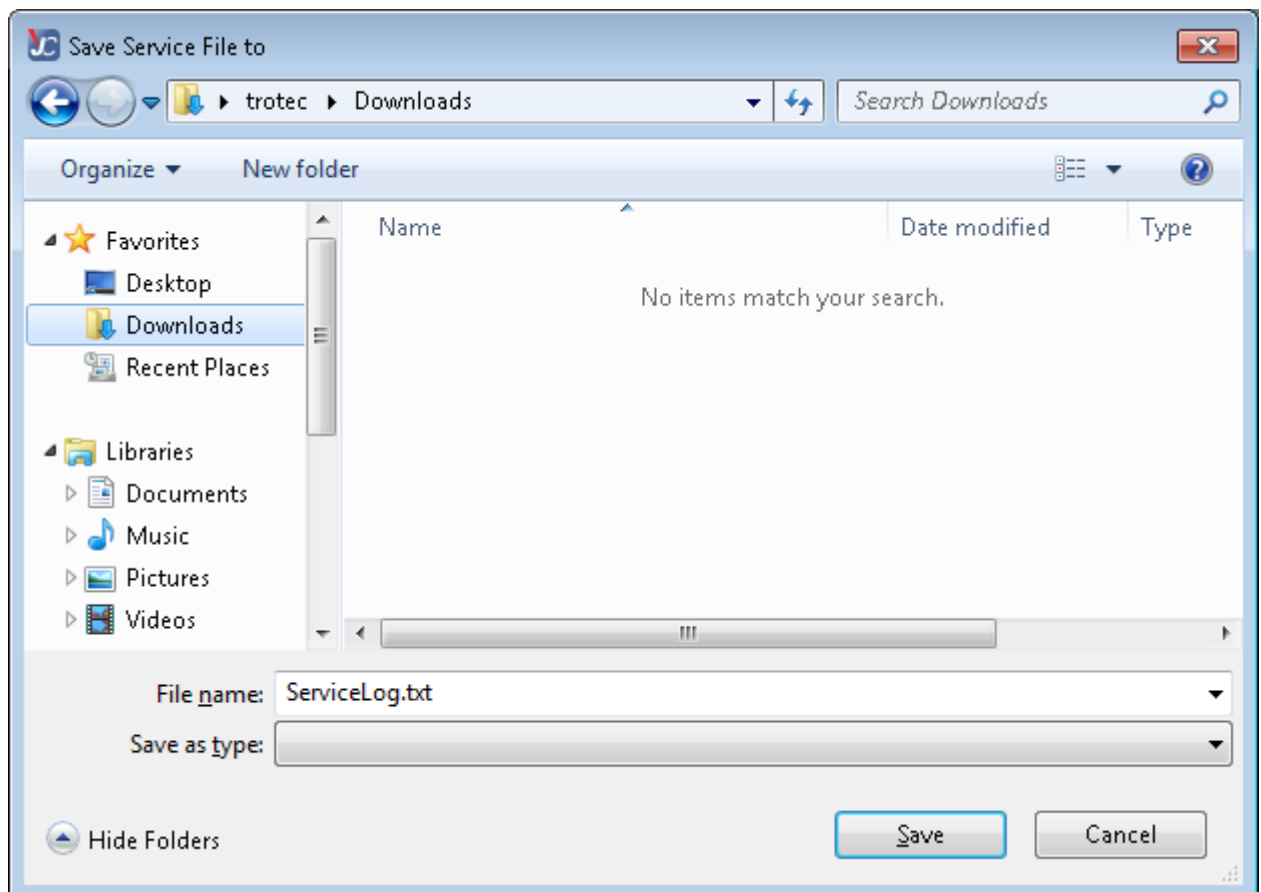 Save Service File to
trotec Downloads Search Downloads
Organize New folder
Name Date modified Type
No items match your search.
Favorites
Desktop
Downloads
Recent Places
Libraries
Documents
Music
Pictures
Videos
File name: ServiceLog.txt
Save as type:
Hide Folders Save Cancel